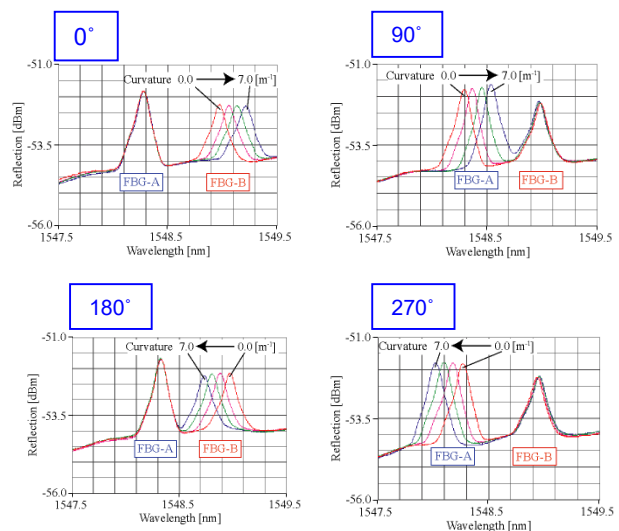 0°
-51.0
Curvature 0.0 7.0 [m⁻¹]
Reflection [dBm]
-53.5
FBG-A
FBG-B
-56.0
1547.5
1548.5
1549.5
Wavelength [nm]
90°
-51.0
Curvature
0.0 7.0 [m⁻¹]
Reflection [dBm]
-53.5
FBG-A
FBG-B
-56.0
1547.5
1548.5
1549.5
Wavelength [nm]
180°
-51.0
Curvature 7.0 0.0 [m⁻¹]
Reflection [dBm]
-53.5
FBG-A
FBG-B
-56.0
1547.5
1548.5
1549.5
Wavelength [nm]
270°
-51.0
Curvature 7.0 0.0 [m⁻¹]
Reflection [dBm]
-53.5
FBG-A
FBG-B
-56.0
1547.5
1548.5
1549.5
Wavelength [nm]